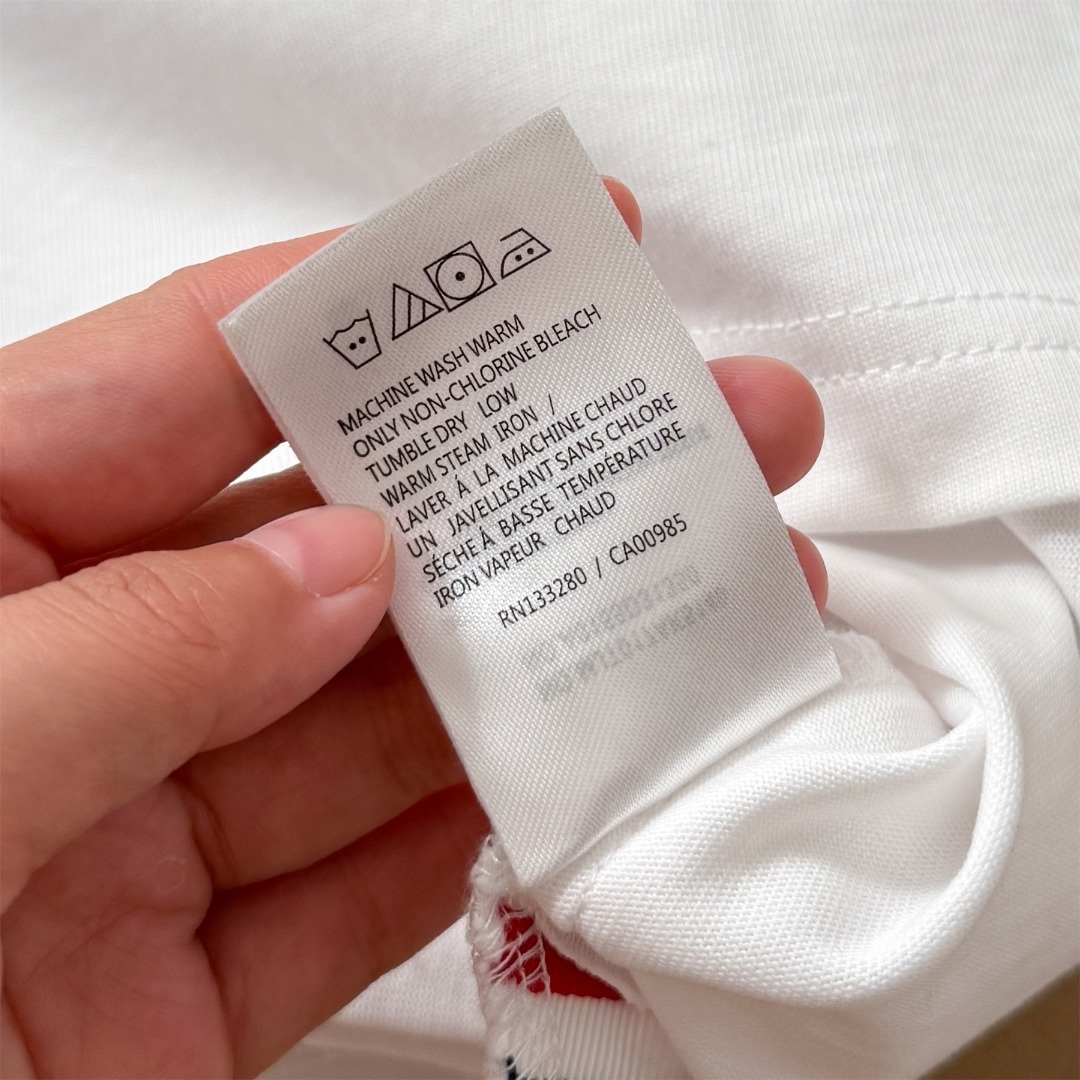 MACHINE WASH WARM
ONLY NON-CHLORINE BLEACH
TUMBLE DRY LOW
WARM STEAM IRON /
LAVER Á LA MACHINE CHAUD
UN JAVELLISANT SANS CHLORE
SÉCHE À BASSE TEMPÉRATURE
IRON VAPEUR CHAUD
RN133280 / CA00985